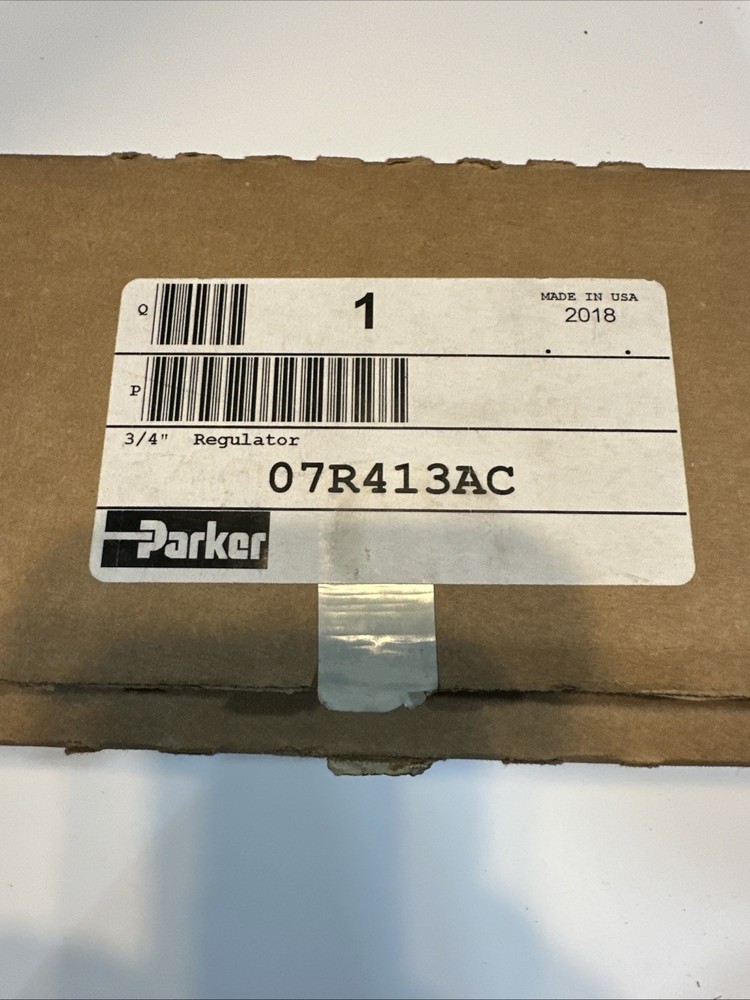 Q
1
MADE IN USA
2018
P
3/4" Regulator
07R413AC
Parker